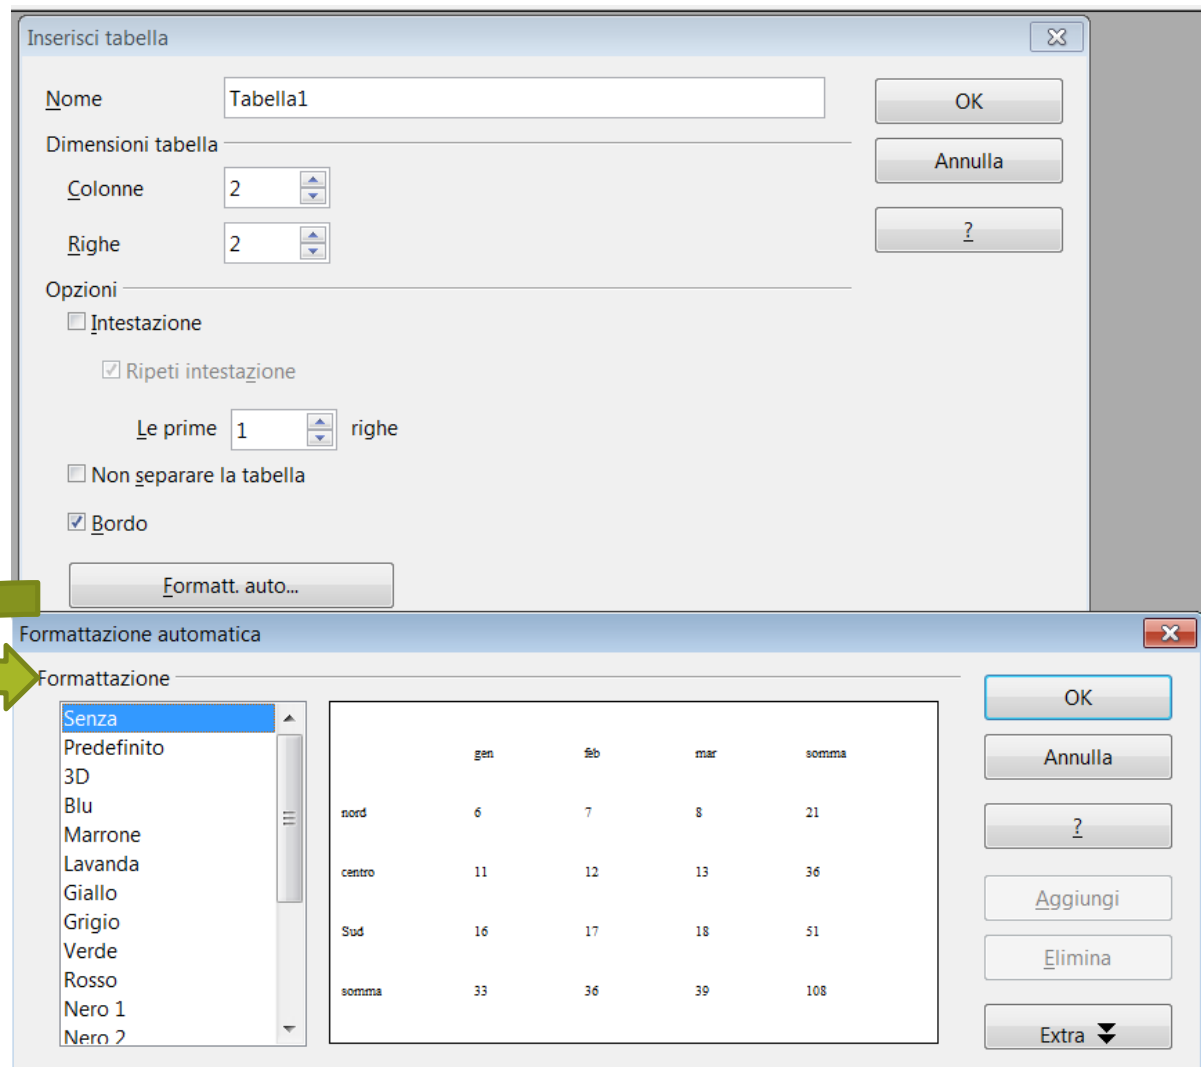 Inserisci tabella
Nome Tabella1 OK
Dimensioni tabella
Annulla
Colonne 2
Righe 2 ?
Opzioni
Intestazione
Ripeti intestazione
Le prime 1 righe
Non separare la tabella
Bordo
Formatt. auto...
Formattazione automatica
Formattazione
OK
Annulla
?
Aggiungi
Elimina
Extra
Senza
Predefinito
3D
Blu
Marrone
Lavanda
Giallo
Grigio
Verde
Rosso
Nero 1
Nero 2
gen feb mar somma
nord 6 7 8 21
centro 11 12 13 36
Sud 16 17 18 51
somma 33 36 39 108